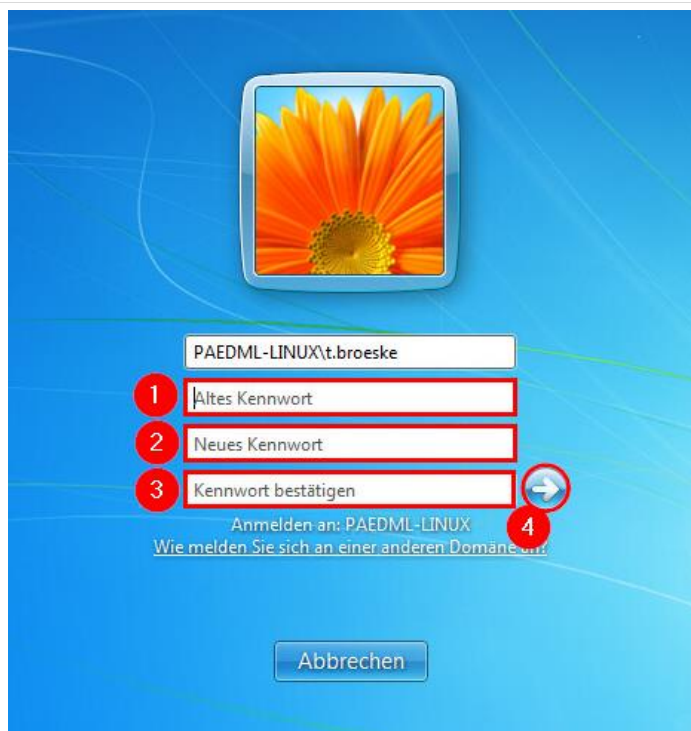 PAEDML-LINUX\t.broeske
1 Altes Kennwort
2 Neues Kennwort
3 Kennwort bestätigen
Anmelden an: PAEDML-LINUX 4
Wie melden Sie sich an einer anderen Domäne an?
Abbrechen